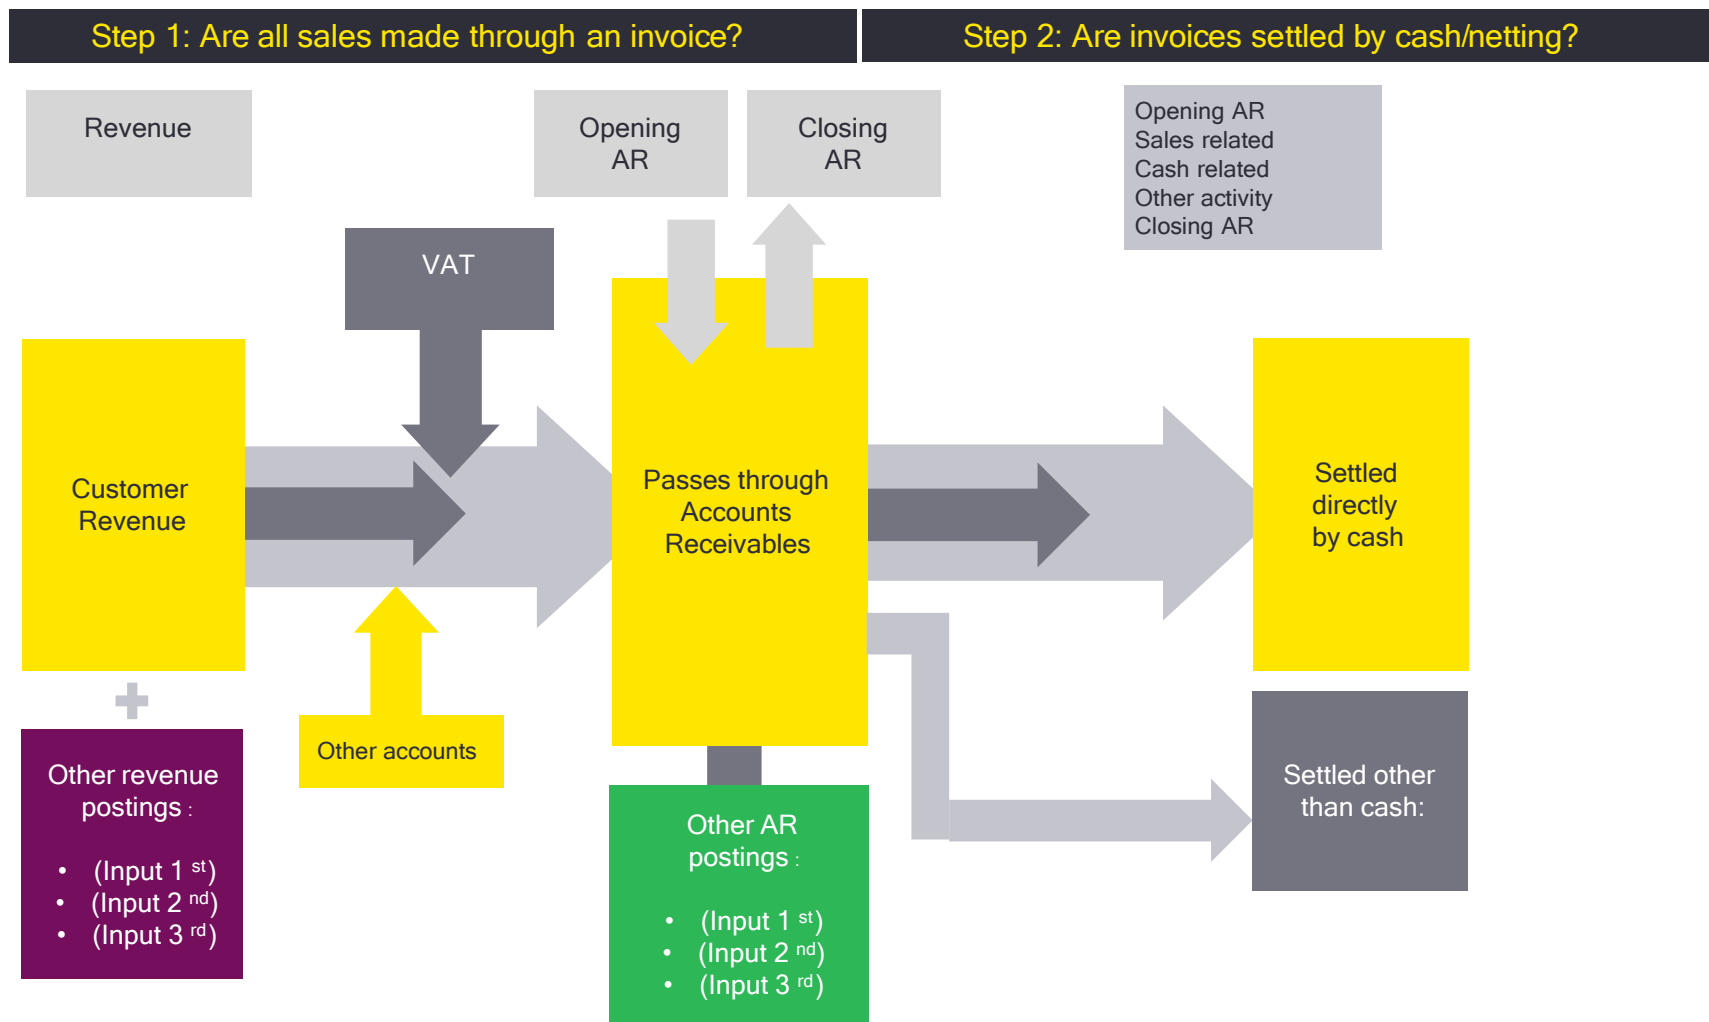 Step 1: Are all sales made through an invoice?
Step 2: Are invoices settled by cash/netting?
Revenue
Opening
AR
Closing
AR
Opening AR
Sales related
Cash related
Other activity
Closing AR
VAT
Customer
Revenue
Passes through
Accounts
Receivables
Settled
directly
by cash
Other accounts
Other revenue
postings :
• (Input 1 st)
• (Input 2 nd)
• (Input 3 rd)
Other AR
postings :
• (Input 1 st)
• (Input 2 nd)
• (Input 3 rd)
Settled other
than cash: